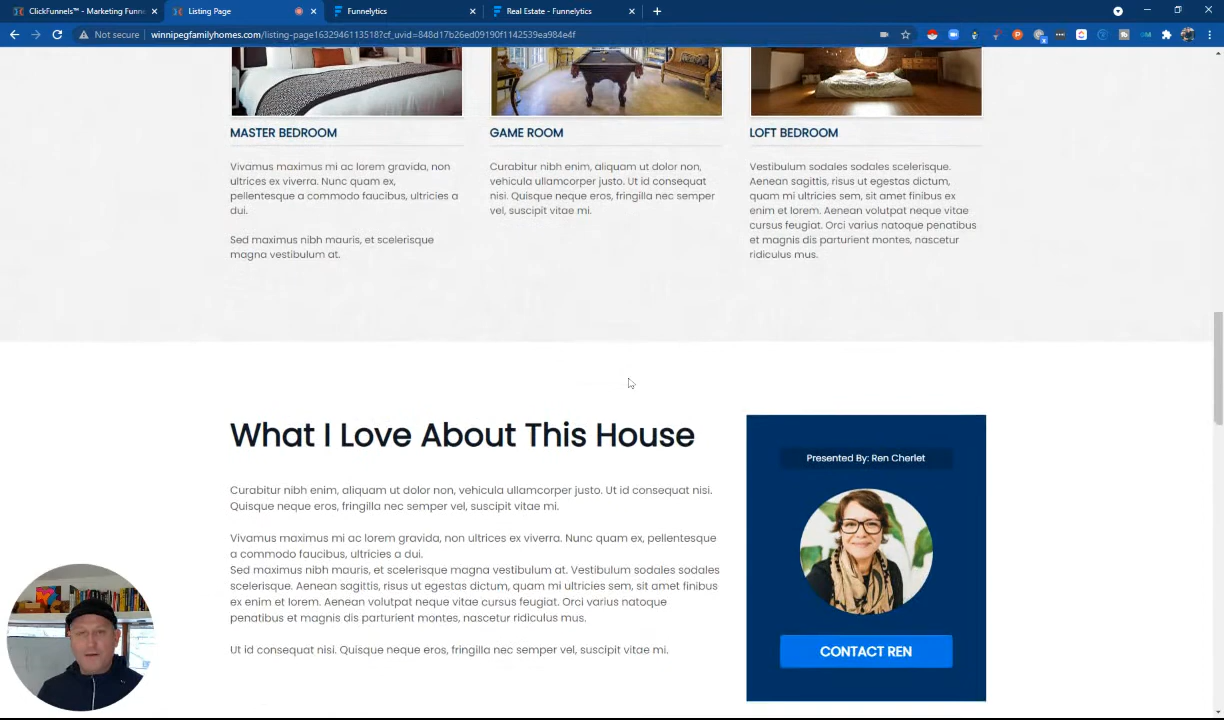 ClickFunnels™ - Marketing Funne
Listing Page
Funnelytics
Real Estate - Funnelytics
Not secure
winnipegfamilyhomes.com/listing-page1632946113518?cf_uvid=848d17b26ed09190f1142539ea984e4f
MASTER BEDROOM
GAME ROOM
LOFT BEDROOM
Vivamus maximus mi ac lorem gravida, non
ultrices ex viverra. Nunc quam ex,
pellentesque a commodo faucibus, ultricies a
dui.
Sed maximus nibh mauris, et scelerisque
magna vestibulum at.
Curabitur nibh enim, aliquam ut dolor non,
vehicula ullamcorper justo. Ut id consequat
nisi. Quisque neque eros, fringilla nec semper
vel, suscipit vitae mi.
Vestibulum sodales sodales scelerisque.
Aenean sagittis, risus ut egestas dictum,
quam mi ultricies sem, sit amet finibus ex
enim et lorem. Aenean volutpat neque vitae
cursus feugiat. Orci varius natoque penatibus
et magnis dis parturient montes, nascetur
ridiculus mus.
What I Love About This House
Curabitur nibh enim, aliquam ut dolor non, vehicula ullamcorper justo. Ut id consequat nisi.
Quisque neque eros, fringilla nec semper vel, suscipit vitae mi.
Vivamus maximus mi ac lorem gravida, non ultrices ex viverra. Nunc quam ex, pellentesque
a commodo faucibus, ultricies a dui.
Sed maximus nibh mauris, et scelerisque magna vestibulum at. Vestibulum sodales sodales
scelerisque. Aenean sagittis, risus ut egestas dictum, quam mi ultricies sem, sit amet finibus
ex enim et lorem. Aenean volutpat neque vitae cursus feugiat. Orci varius natoque
penatibus et magnis dis parturient montes, nascetur ridiculus mus.
Ut id consequat nisi. Quisque neque eros, fringilla nec semper vel, suscipit vitae mi.
Presented By: Ren Cherlet
CONTACT REN